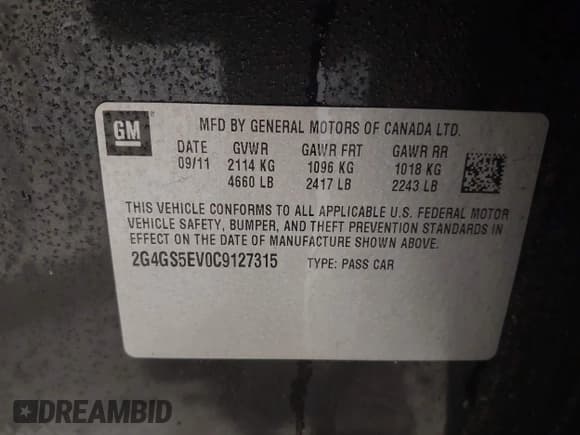 GM
MFD BY GENERAL MOTORS OF CANADA LTD.
DATE GVWR GAWR FRT GAWR RR
09/11 2114 KG 1096 KG 1018 KG
4660 LB 2417 LB 2243 LB
THIS VEHICLE CONFORMS TO ALL APPLICABLE U.S. FEDERAL MOTOR
VEHICLE SAFETY, BUMPER, AND THEFT PREVENTION STANDARDS IN
EFFECT ON THE DATE OF MANUFACTURE SHOWN ABOVE.
2G4GS5EV0C9127315 TYPE: PASS CAR
DREAMBID